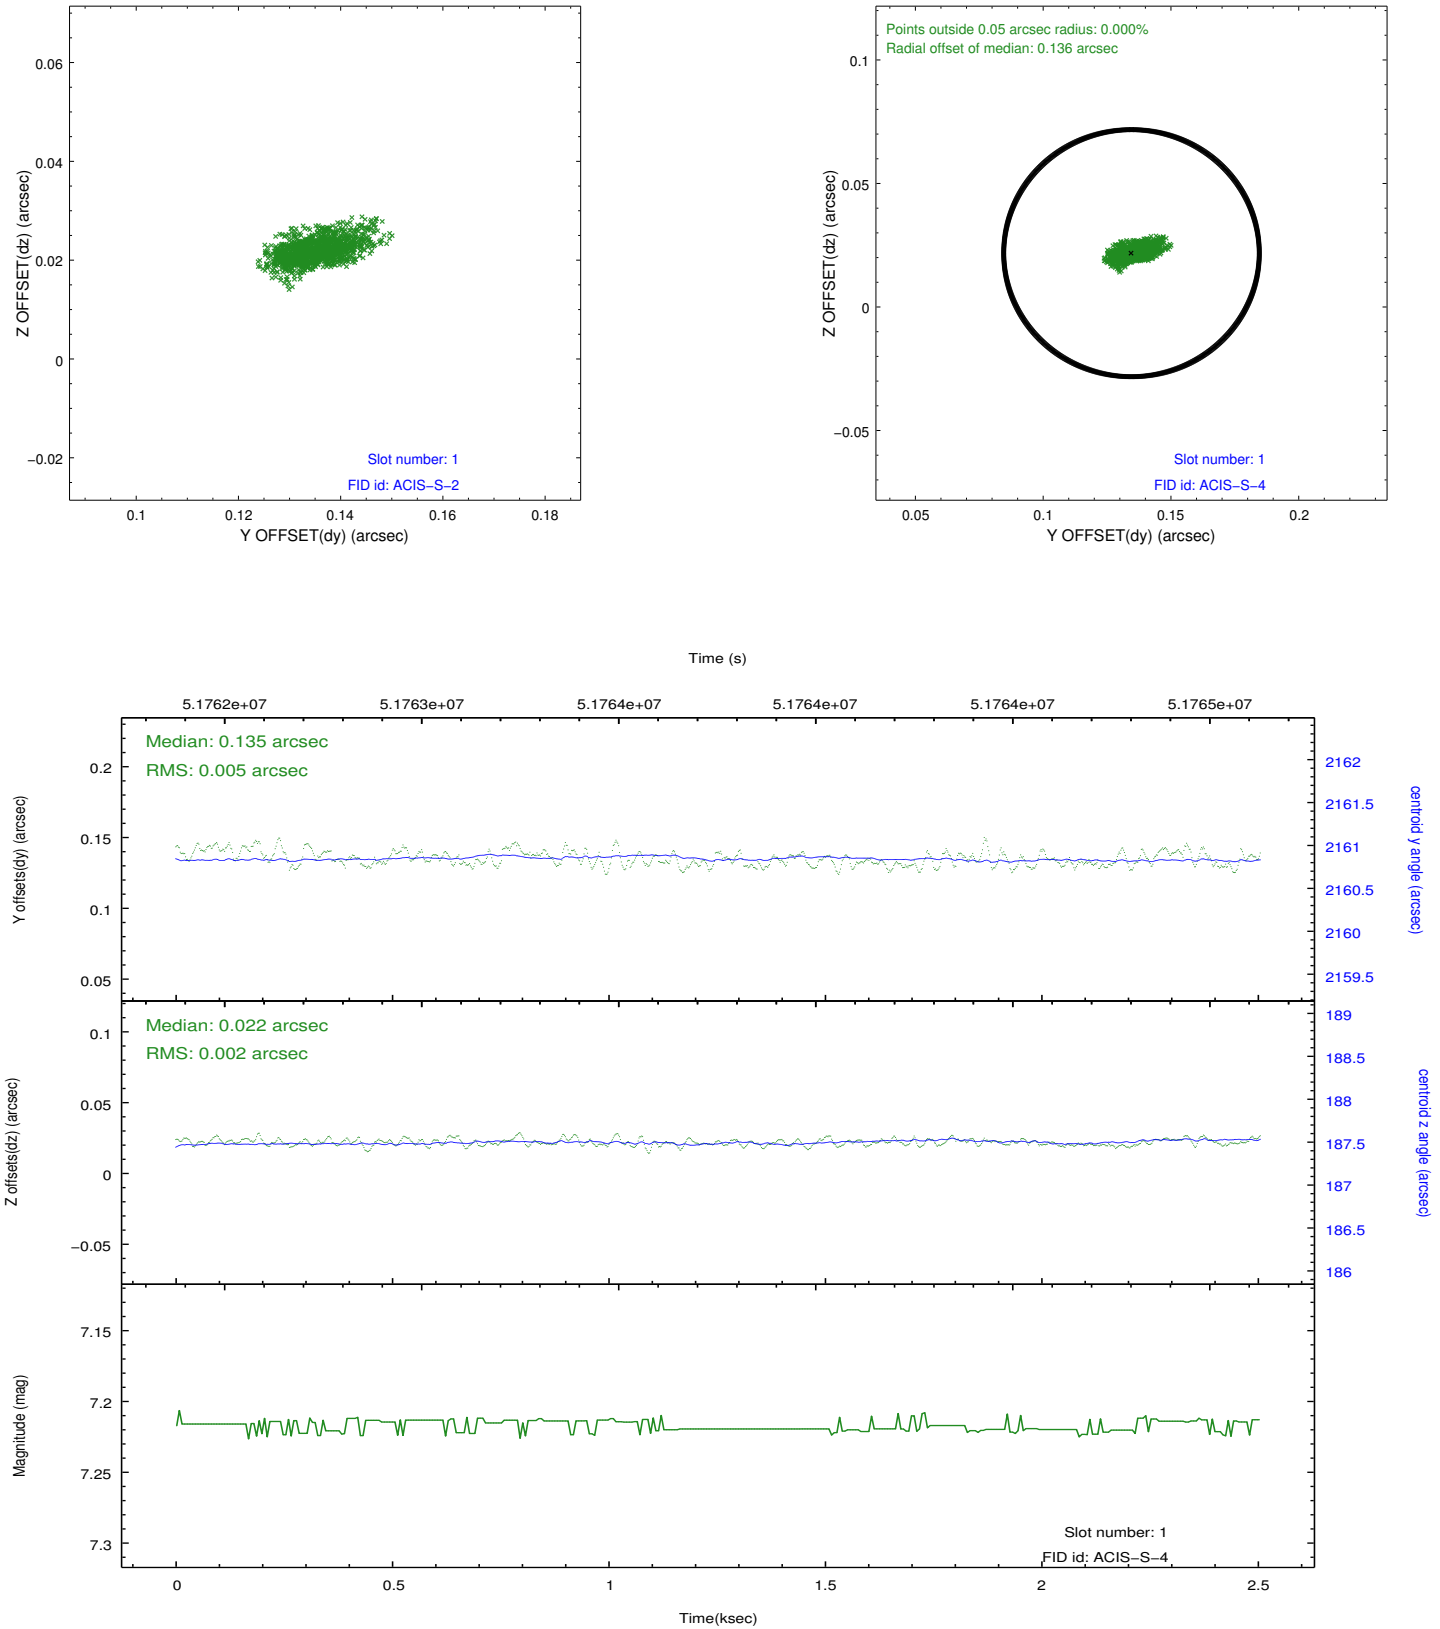 0.06
0.04
0.02
0
−0.02
Z OFFSET(dz) (arcsec)
Slot number: 1
FID id: ACIS−S−2
0.1
0.12
0.14
0.16
0.18
Y OFFSET(dy) (arcsec)
Points outside 0.05 arcsec radius: 0.000%
Radial offset of median: 0.136 arcsec
0.1
0.05
0
−0.05
Z OFFSET(dz) (arcsec)
Slot number: 1
FID id: ACIS−S−4
0.05
0.1
0.15
0.2
Y OFFSET(dy) (arcsec)
Time (s)
5.1762e+07
5.1763e+07
5.1764e+07
5.1764e+07
5.1764e+07
5.1765e+07
Median: 0.135 arcsec
RMS: 0.005 arcsec
0.2
0.15
0.1
0.05
Y offsets(dy) (arcsec)
2162
2161.5
2161
2160.5
2160
2159.5
centroid y angle (arcsec)
Median: 0.022 arcsec
RMS: 0.002 arcsec
0.1
0.05
0
−0.05
Z offsets(dz) (arcsec)
189
188.5
188
187.5
187
186.5
186
centroid z angle (arcsec)
7.15
7.2
7.25
7.3
Magnitude (mag)
Slot number: 1
FID id: ACIS−S−4
0
0.5
1
1.5
2
2.5
Time(ksec)